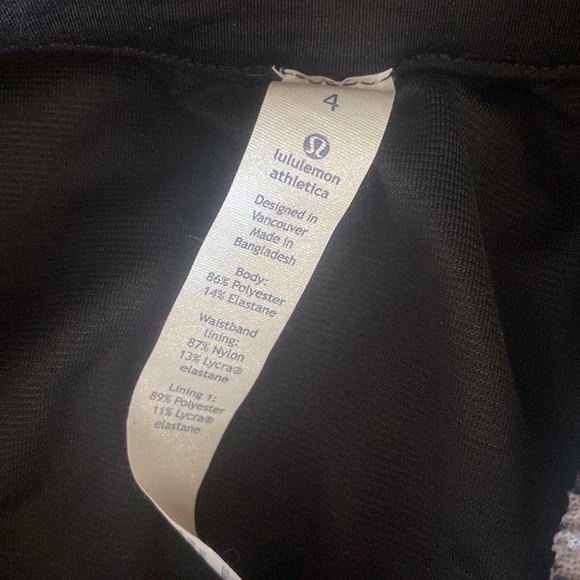 4
lululemon
athletica
Designed in
Vancouver
Made in
Bangladesh
Body:
86% Polyester
14% Elastane
Waistband
lining:
87% Nylon
13% Lycra®
elastane
Lining 1:
89% Polyester
11% Lycra®
elastane